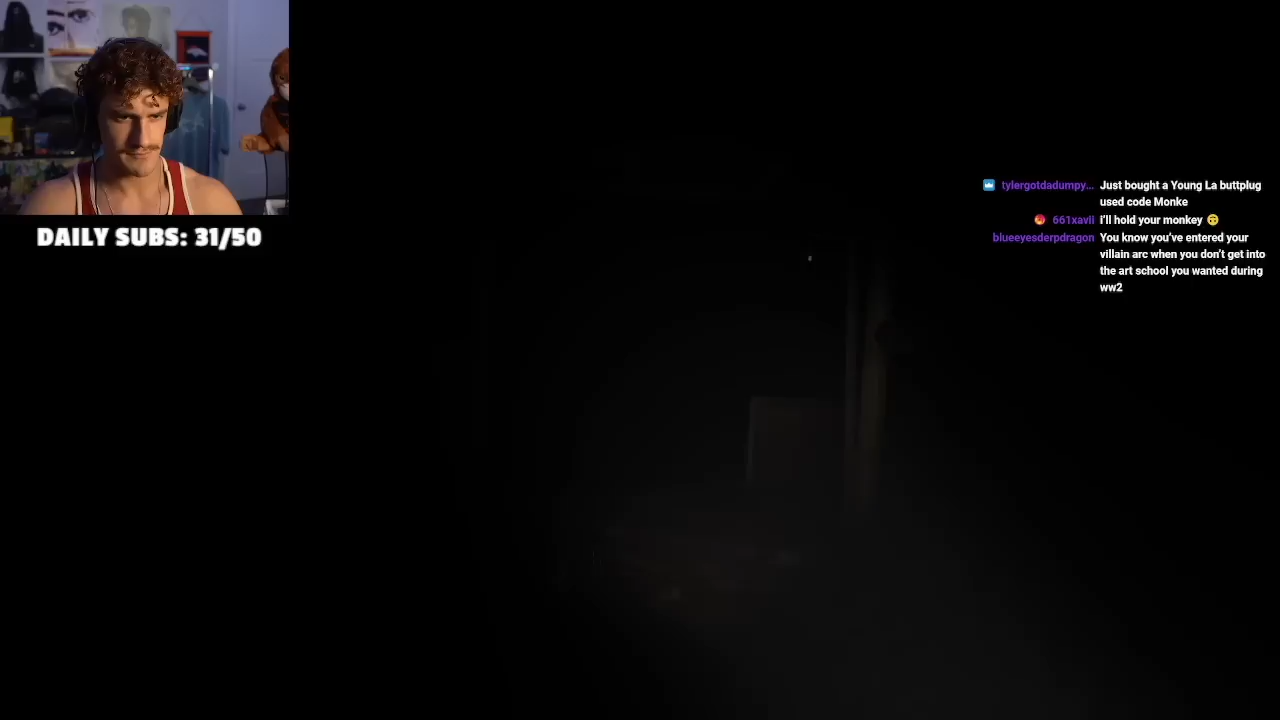 DAILY SUBS: 31/50
tylergotdadumpy... Just bought a Young La buttplug
used code Monke
661xavii i'll hold your monkey 🙃
blueeyesderpdragon You know you've entered your
villain arc when you don't get into
the art school you wanted during
ww2